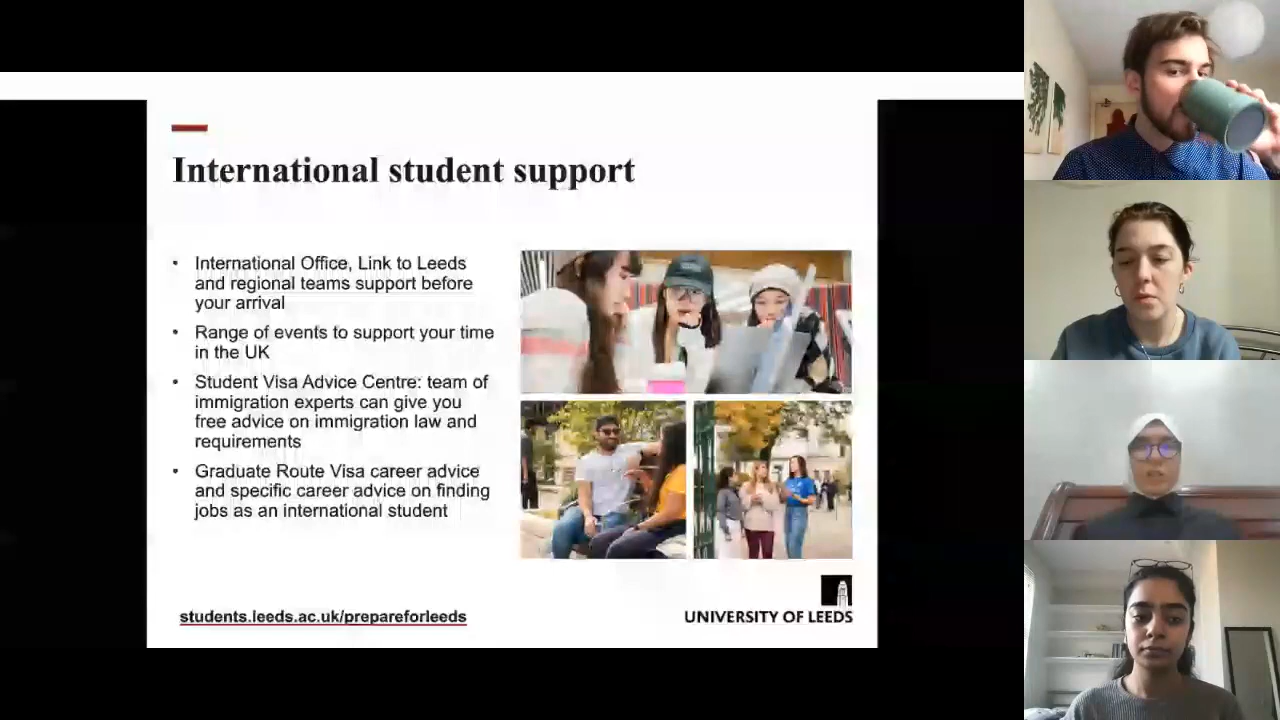 International student support
• International Office, Link to Leeds
and regional teams support before
your arrival
• Range of events to support your time
in the UK
• Student Visa Advice Centre: team of
immigration experts can give you
free advice on immigration law and
requirements
• Graduate Route Visa career advice
and specific career advice on finding
jobs as an international student
students.leeds.ac.uk/prepareforleeds
UNIVERSITY OF LEEDS